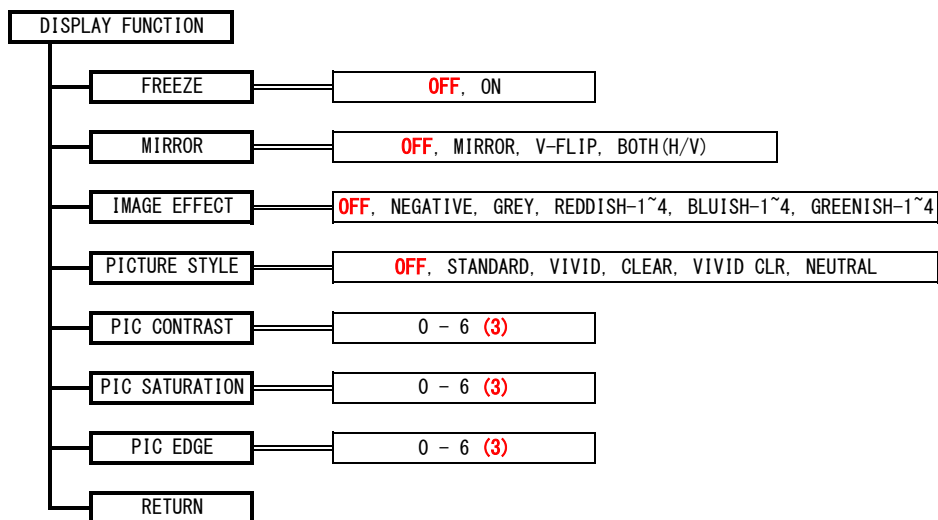 DISPLAY FUNCTION
FREEZE OFF, ON
MIRROR OFF, MIRROR, V-FLIP, BOTH(H/V)
IMAGE EFFECT OFF, NEGATIVE, GREY, REDDISH-1~4, BLUISH-1~4, GREENISH-1~4
PICTURE STYLE OFF, STANDARD, VIVID, CLEAR, VIVID CLR, NEUTRAL
PIC CONTRAST 0 - 6 (3)
PIC SATURATION 0 - 6 (3)
PIC EDGE 0 - 6 (3)
RETURN